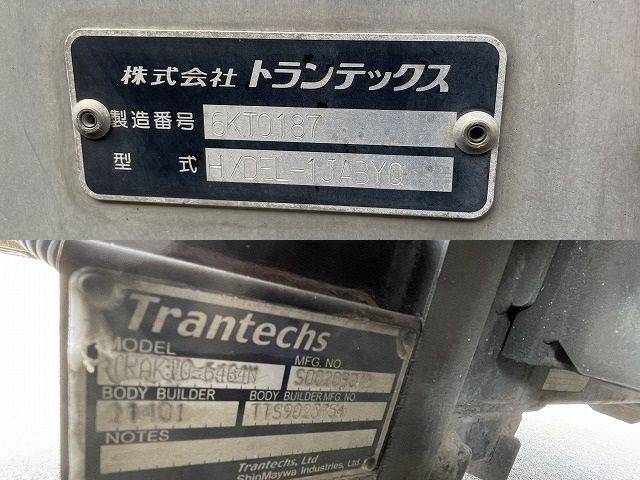 株式会社 トランテックス
製造番号 6KT0187
型 式 HYDEL-1JABYQ
Trantechs
MODEL
MFG. NO.
BODY BUILDER
BODY BUILDER MFG NO
11401
NOTES
Trantechs, Ltd
ShinMaywa Industries, Ltd.